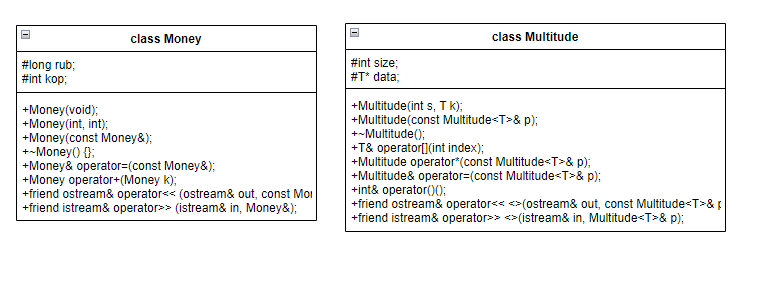 class Money
#long rub;
#int kop;
+Money(void);
+Money(int, int);
+Money(const Money&);
+~Money() {};
+Money& operator=(const Money&);
+Money operator+(Money k);
+friend ostream& operator<< (ostream& out, const Mo
+friend istream& operator>> (istream& in, Money&);
class Multitude
#int size;
#T* data;
+Multitude(int s, T k);
+Multitude(const Multitude<T>& p);
+~Multitude();
+T& operator[](int index);
+Multitude operator*(const Multitude<T>& p);
+Multitude& operator=(const Multitude<T>& p);
+int& operator()();
+friend ostream& operator<< <>(ostream& out, const Multitude<T>& p
+friend istream& operator>> <>(istream& in, Multitude<T>& p);